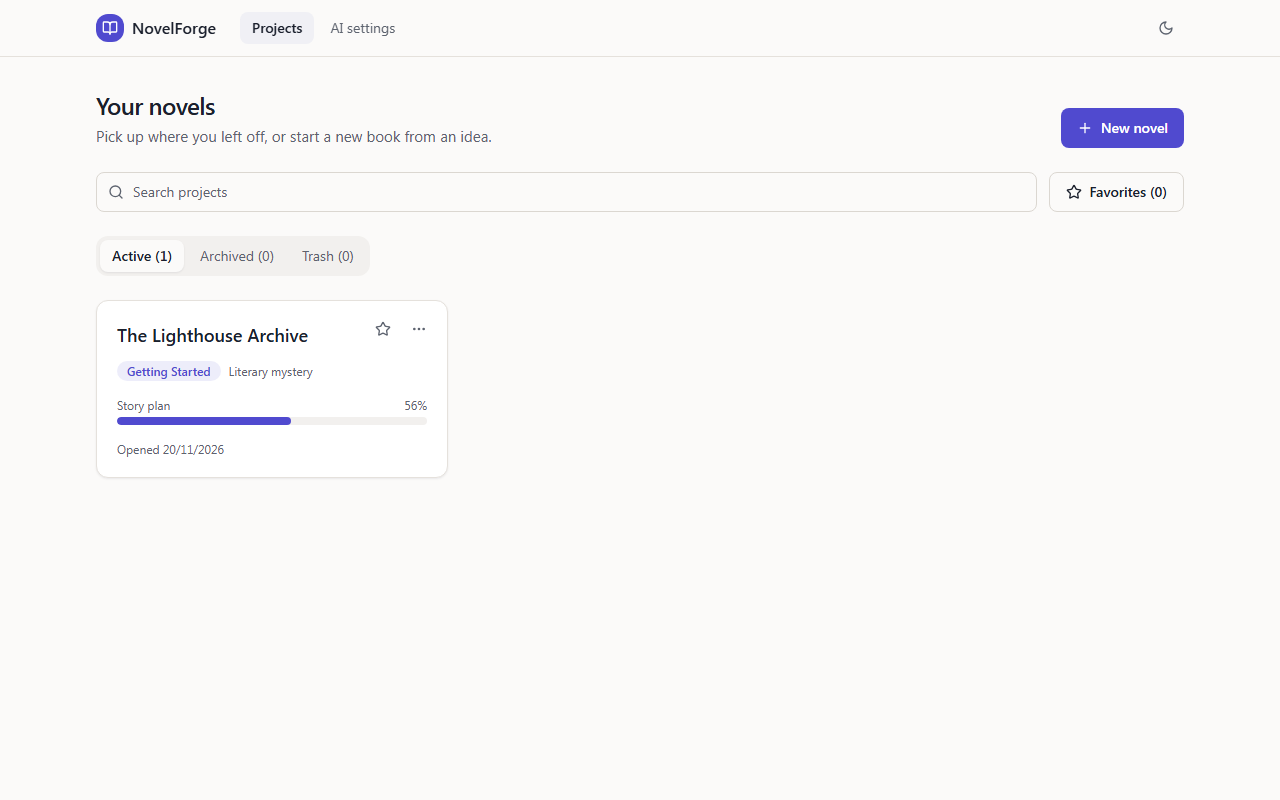 NovelForge Projects AI settings
Your novels
Pick up where you left off, or start a new book from an idea.
New novel
Search projects
Favorites (0)
Active (1) Archived (0) Trash (0)
The Lighthouse Archive
Getting Started Literary mystery
Story plan 56%
Opened 20/11/2026